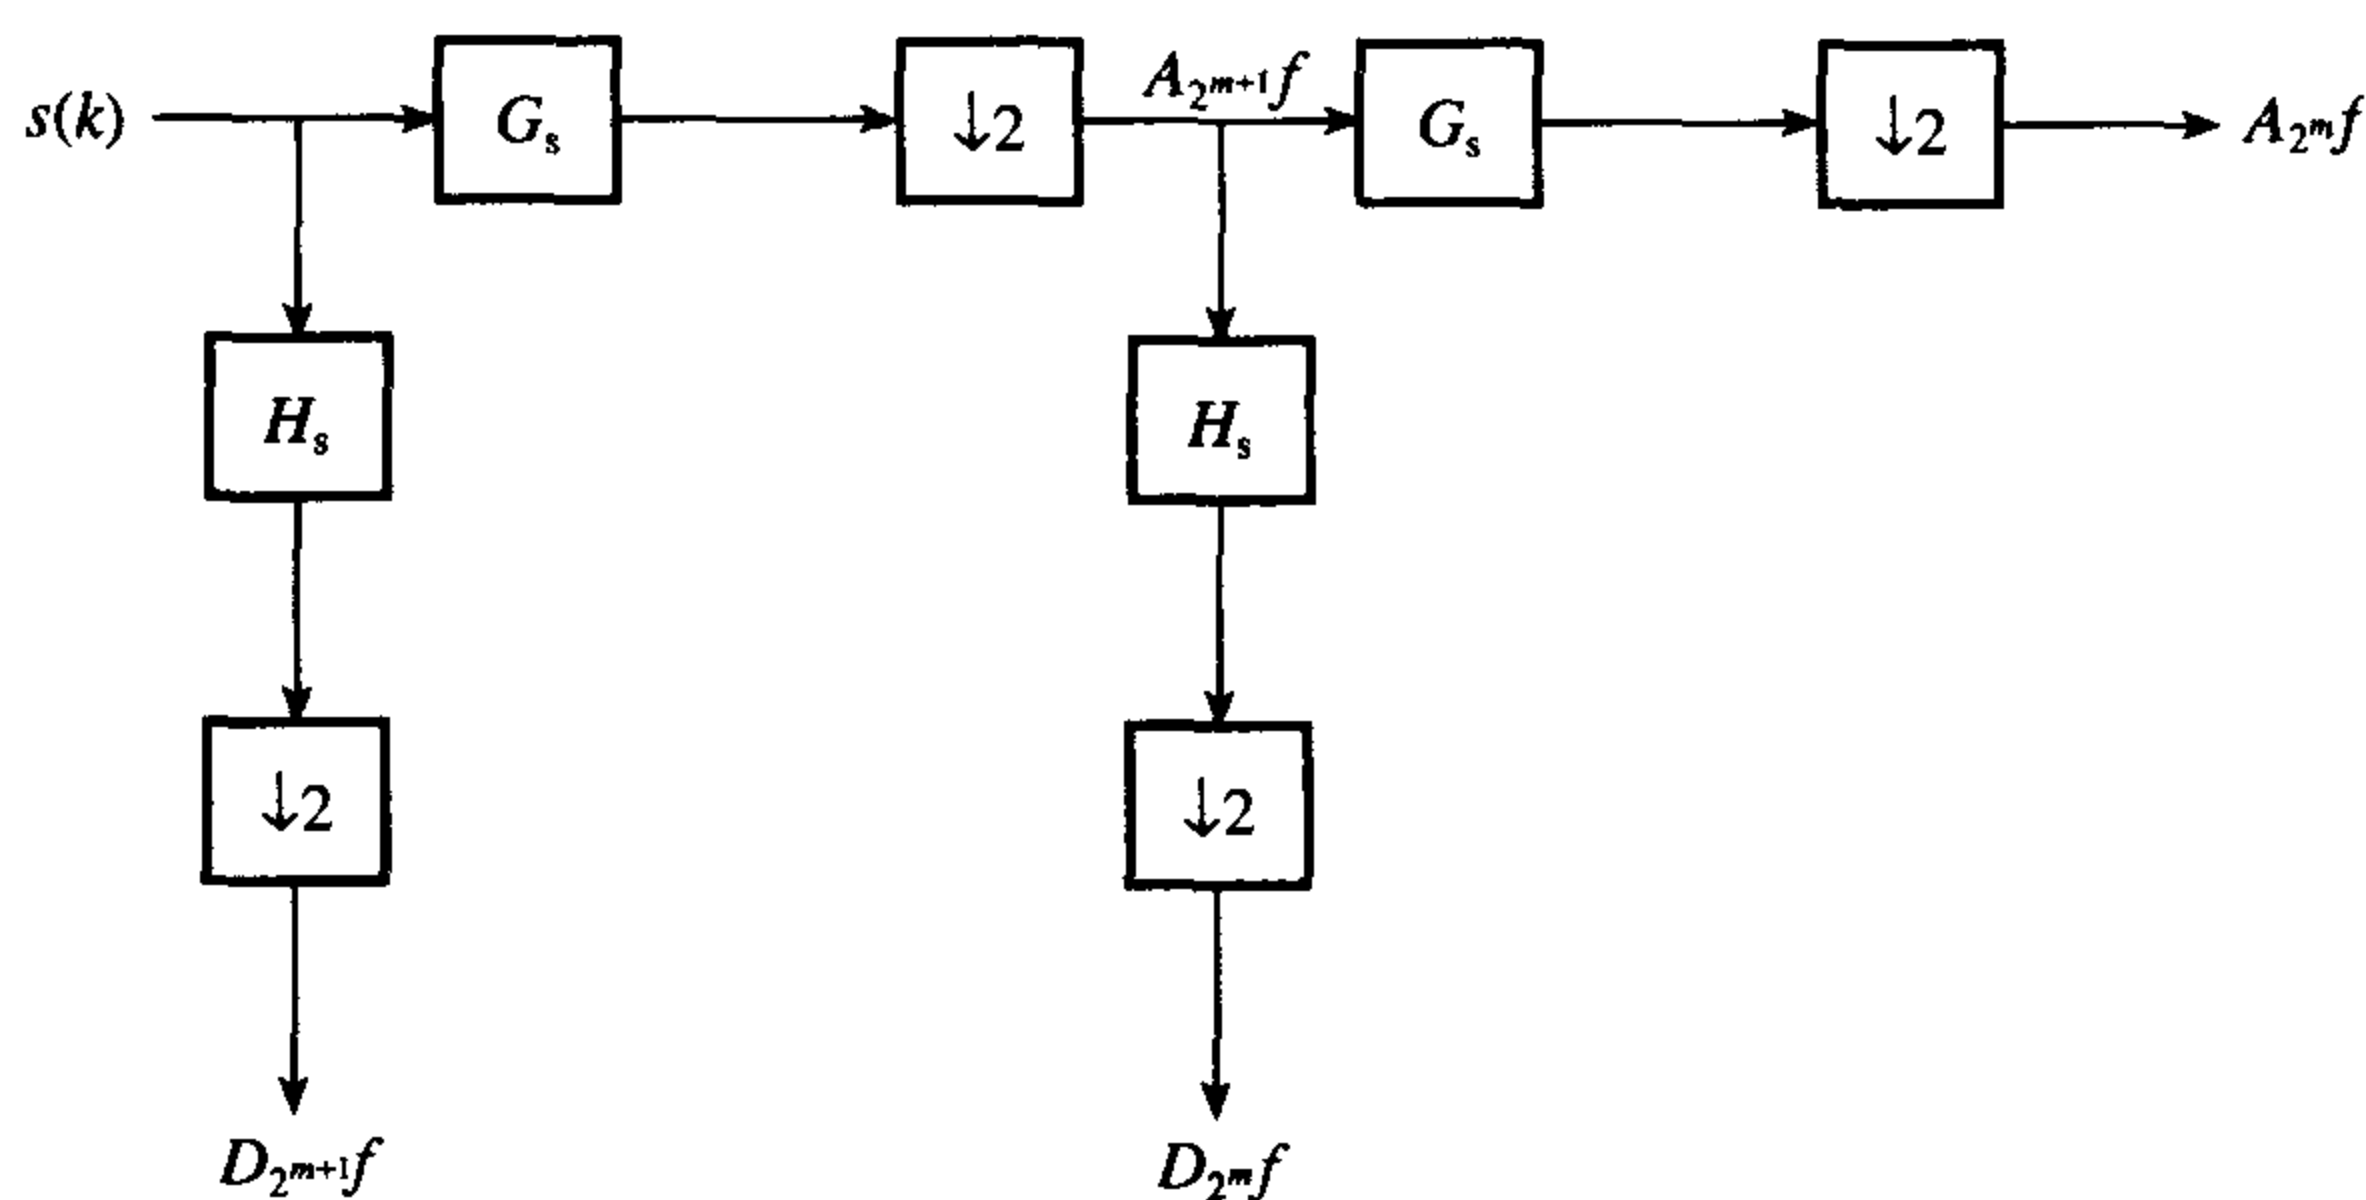 s(k)
G_s
↓2
A_{2^{m+1}}f
G_s
↓2
A_{2^m}f
H_s
H_s
↓2
↓2
D_{2^{m+1}}f
D_{2^m}f